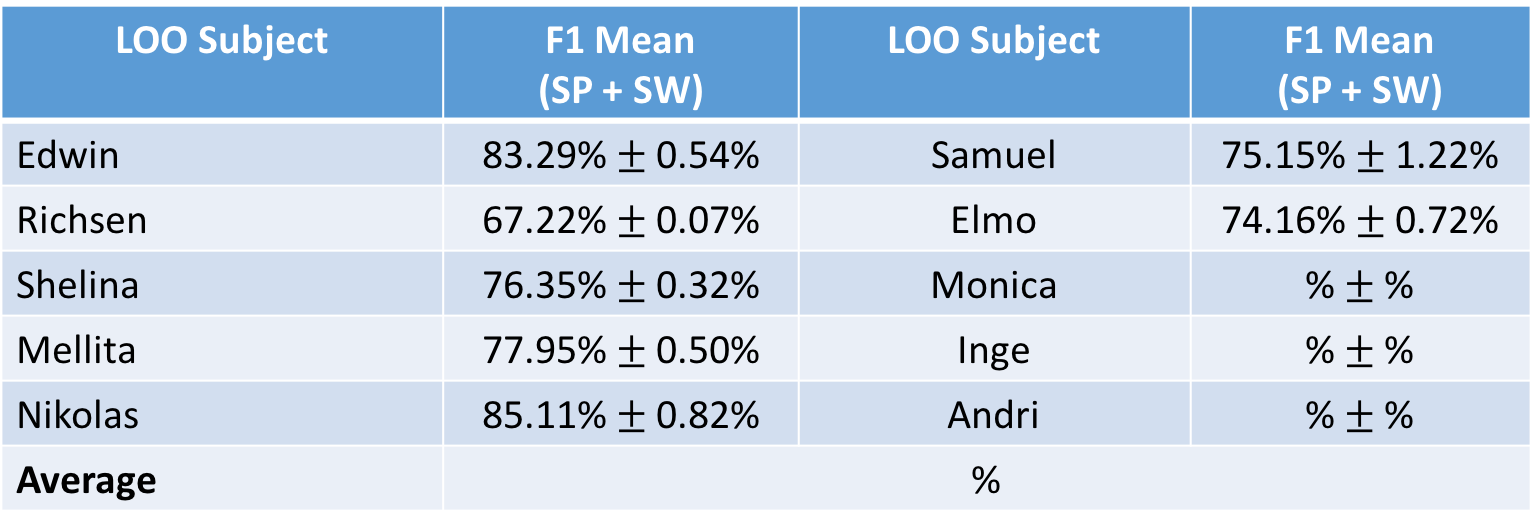 LOO Subject F1 Mean (SP + SW) LOO Subject F1 Mean (SP + SW)
Edwin 83.29% ± 0.54% Samuel 75.15% ± 1.22%
Richsen 67.22% ± 0.07% Elmo 74.16% ± 0.72%
Shelina 76.35% ± 0.32% Monica % ± %
Mellita 77.95% ± 0.50% Inge % ± %
Nikolas 85.11% ± 0.82% Andri % ± %
Average %